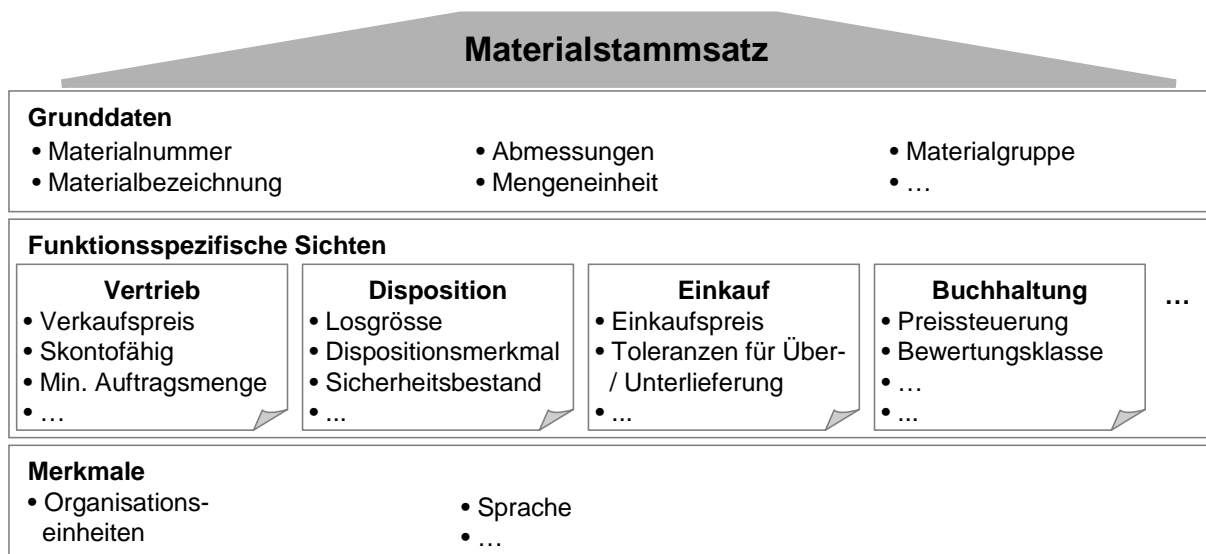 Materialstammsatz
Grunddaten
• Materialnummer
• Materialbezeichnung
• Abmessungen
• Mengeneinheit
• Materialgruppe
• …
Funktionsspezifische Sichten
Vertrieb
• Verkaufspreis
• Skontofähig
• Min. Auftragsmenge
• …
Disposition
• Losgrösse
• Dispositionsmerkmal
• Sicherheitsbestand
• ...
Einkauf
• Einkaufspreis
• Toleranzen für Über-
/ Unterlieferung
• ...
Buchhaltung
• Preissteuerung
• Bewertungsklasse
• …
• ...
...
Merkmale
• Organisations-
einheiten
• Sprache
• …